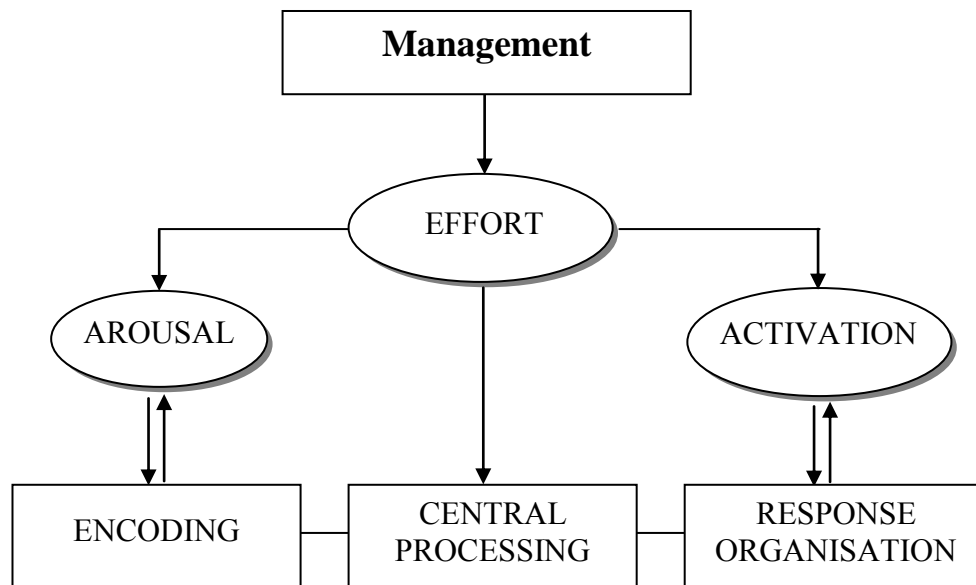 Management
EFFORT
AROUSAL
ACTIVATION
ENCODING
CENTRAL
PROCESSING
RESPONSE
ORGANISATION